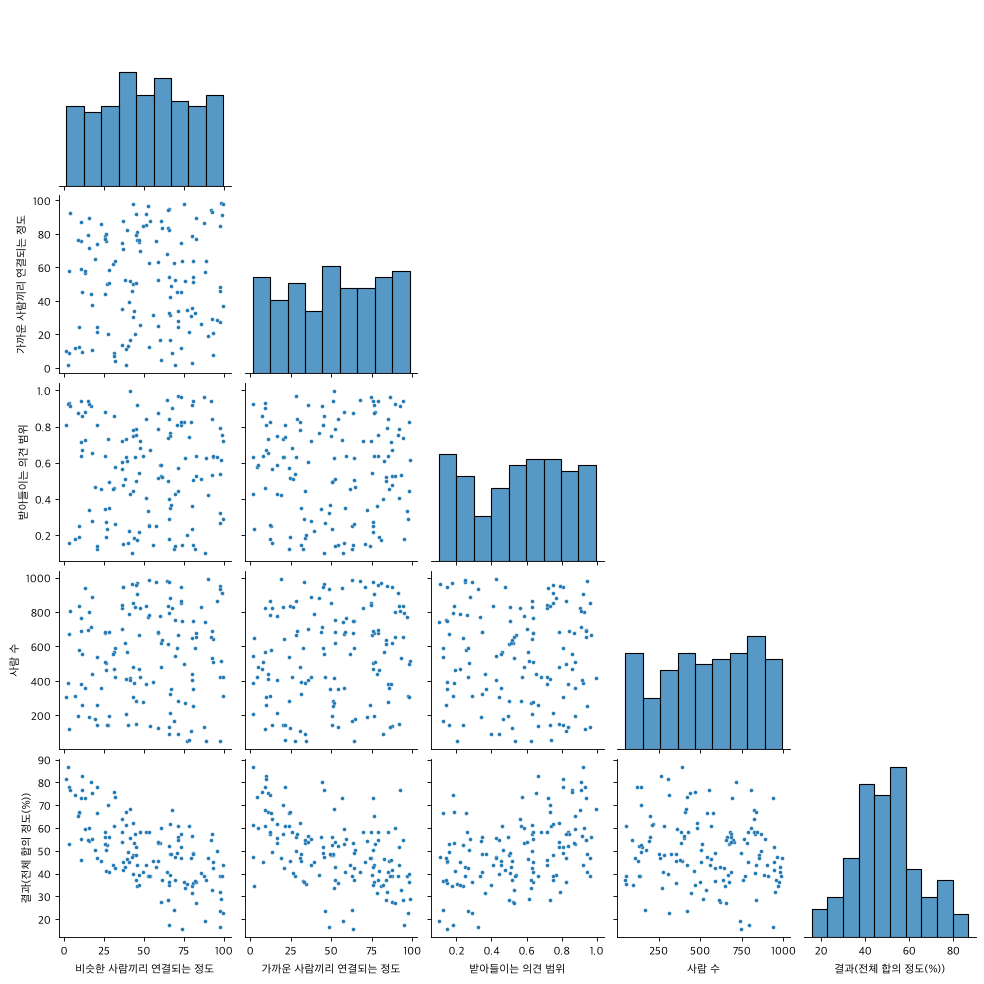 가까운 사람끼리 연결되는 정도
100
80
60
40
20
0
받아들이는 의견 범위
1.0
0.8
0.6
0.4
0.2
사람 수
1000
800
600
400
200
결과(전체 합의 정도(%))
90
80
70
60
50
40
30
20
0 25 50 75 100
0 25 50 75 100
0.2 0.4 0.6 0.8 1.0
250 500 750 1000
20 40 60 80
비슷한 사람끼리 연결되는 정도
가까운 사람끼리 연결되는 정도
받아들이는 의견 범위
사람 수
결과(전체 합의 정도(%))